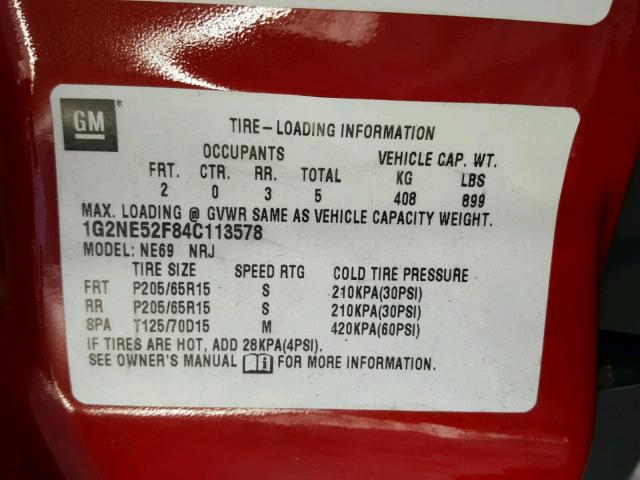 GM®
TIRE-LOADING INFORMATION
OCCUPANTS VEHICLE CAP. WT.
FRT. CTR. RR. TOTAL KG LBS
2 0 3 5 408 899
MAX. LOADING @ GVWR SAME AS VEHICLE CAPACITY WEIGHT.
1G2NE52F84C113578
MODEL: NE69 NRJ
TIRE SIZE SPEED RTG COLD TIRE PRESSURE
FRT P205/65R15 S 210KPA(30PSI)
RR P205/65R15 S 210KPA(30PSI)
SPA T125/70D15 M 420KPA(60PSI)
IF TIRES ARE HOT, ADD 28KPA(4PSI).
SEE OWNER'S MANUAL i FOR MORE INFORMATION.